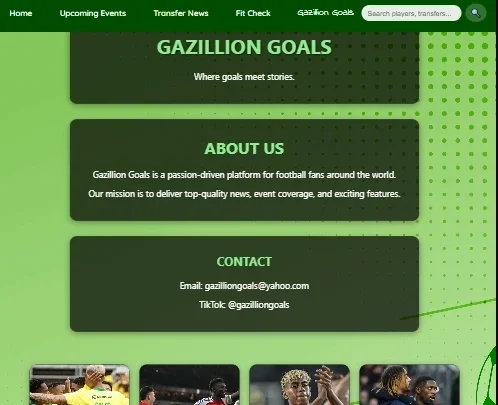 Home Upcoming Events Transfer News Fit Check Gazillion Goals Search players, transfers...
GAZILLION GOALS
Where goals meet stories.
ABOUT US
Gazillion Goals is a passion-driven platform for football fans around the world.
Our mission is to deliver top-quality news, event coverage, and exciting features.
CONTACT
Email: gazilliongoals@yahoo.com
TikTok: @gazilliongoals